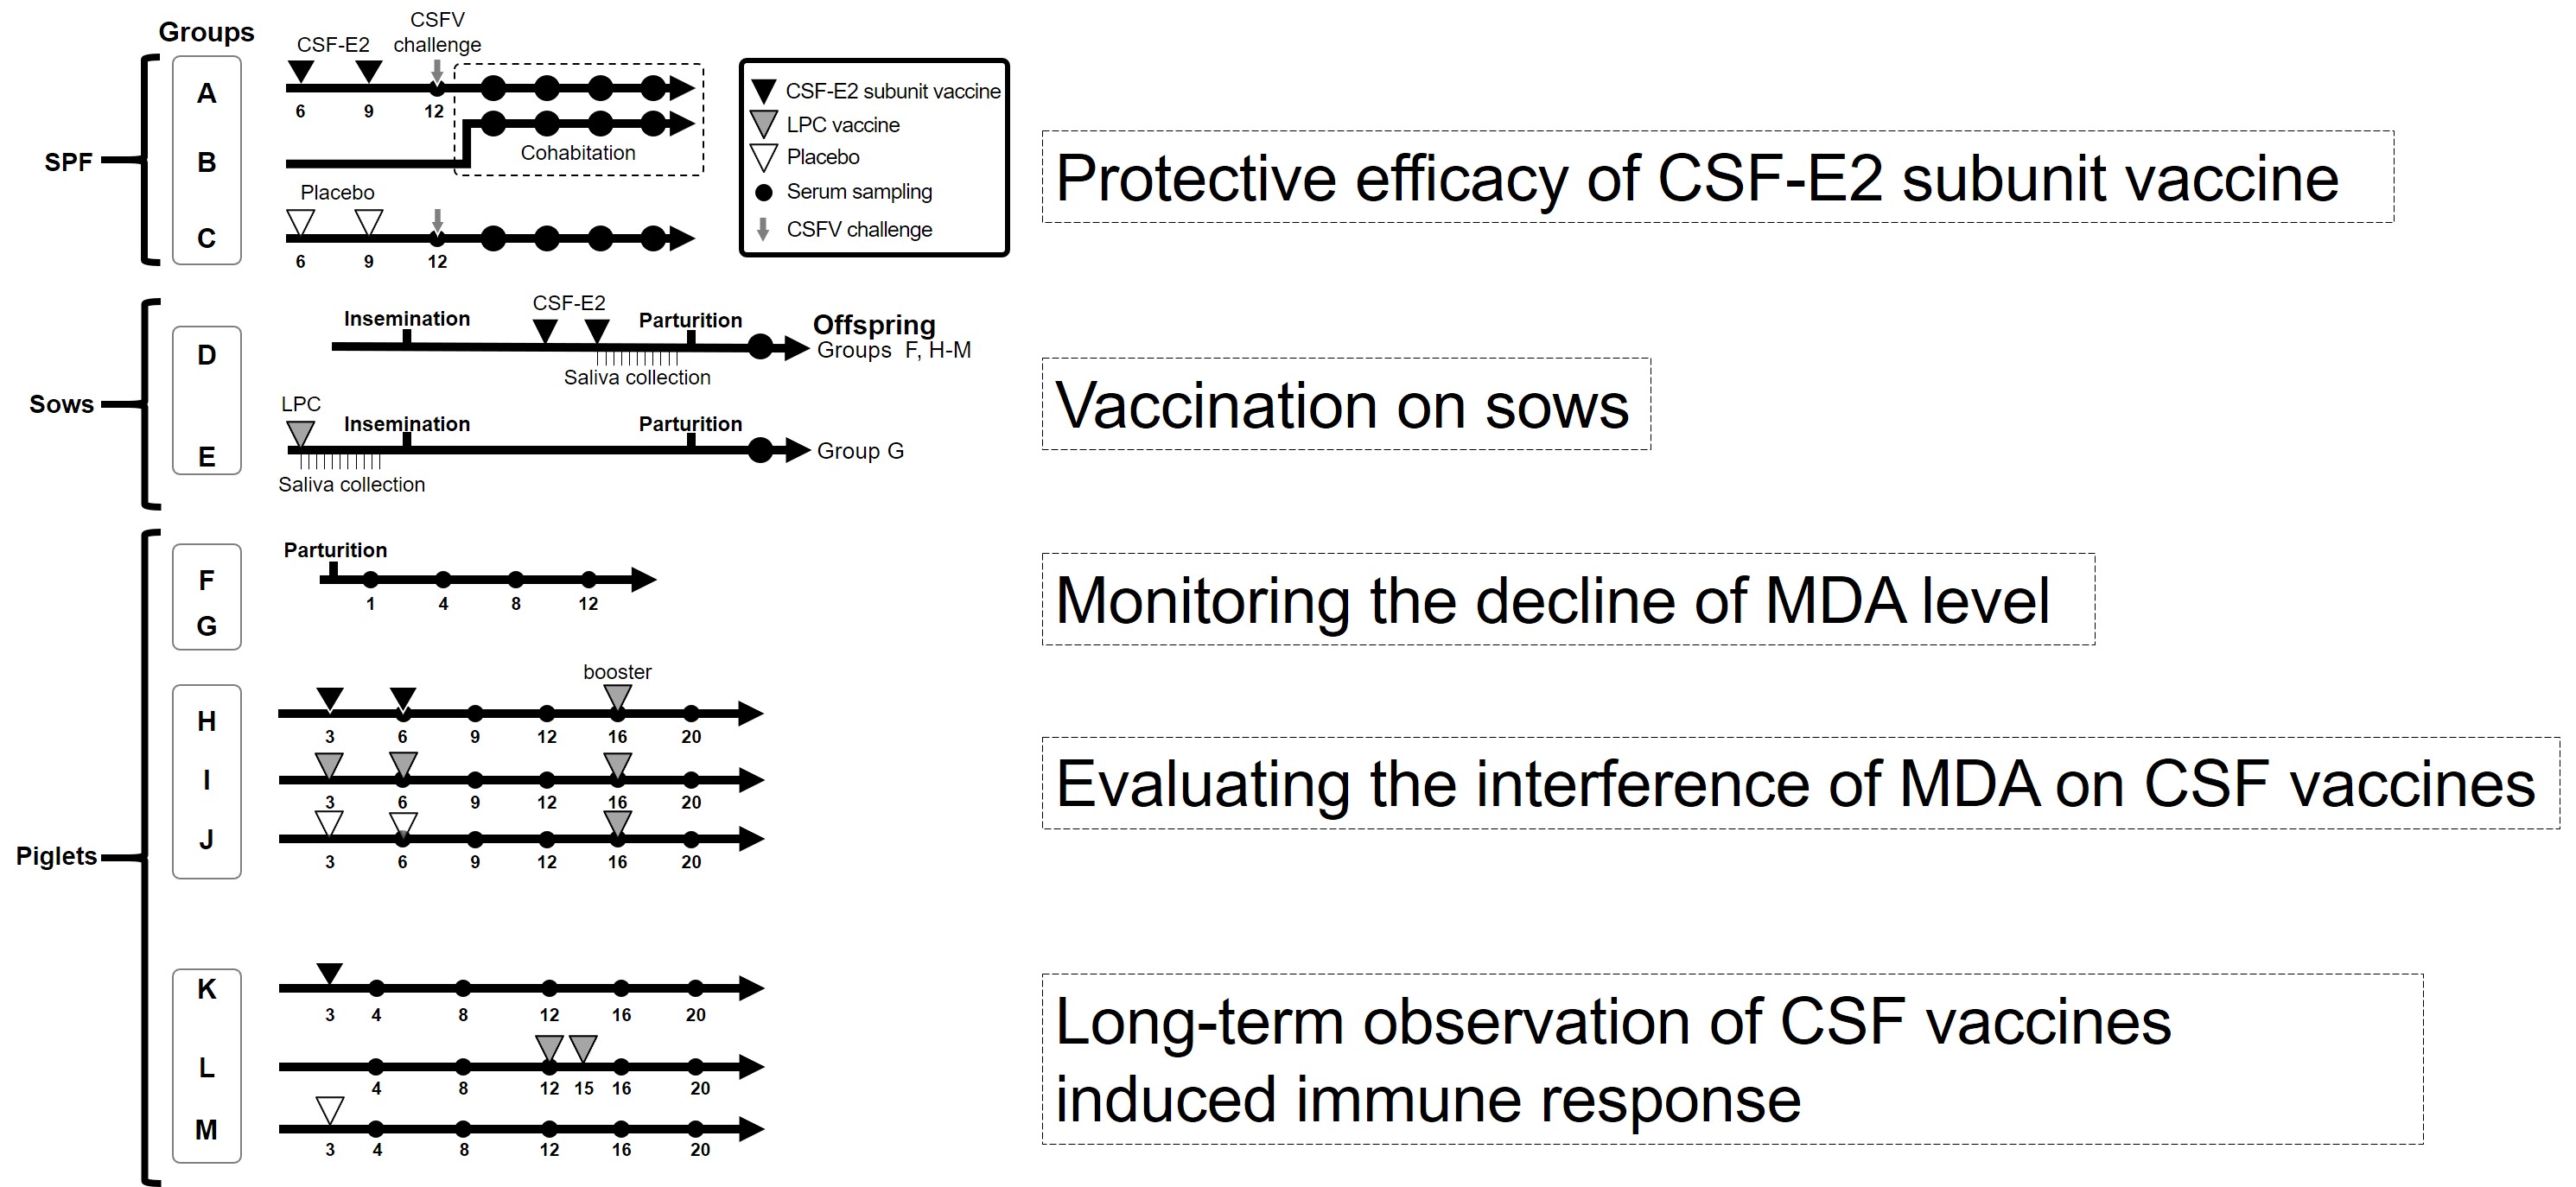 Groups
SPF
A
B
C
CSF-E2
CSFV
challenge
6 9 12
Cohabitation
Placebo
6 9 12
CSF-E2 subunit vaccine
LPC vaccine
Placebo
Serum sampling
CSFV challenge
Protective efficacy of CSF-E2 subunit vaccine
Sows
D
E
Insemination
CSF-E2
Parturition
Offspring
Groups F, H-M
Saliva collection
LPC
Insemination
Parturition
Group G
Saliva collection
Vaccination on sows
Piglets
F
G
Parturition
1 4 8 12
Monitoring the decline of MDA level
H
I
J
booster
3 6 9 12 16 20
3 6 9 12 16 20
3 6 9 12 16 20
Evaluating the interference of MDA on CSF vaccines
K
L
M
3 4 8 12 16 20
4 8 12 15 16 20
3 4 8 12 16 20
Long-term observation of CSF vaccines
induced immune response